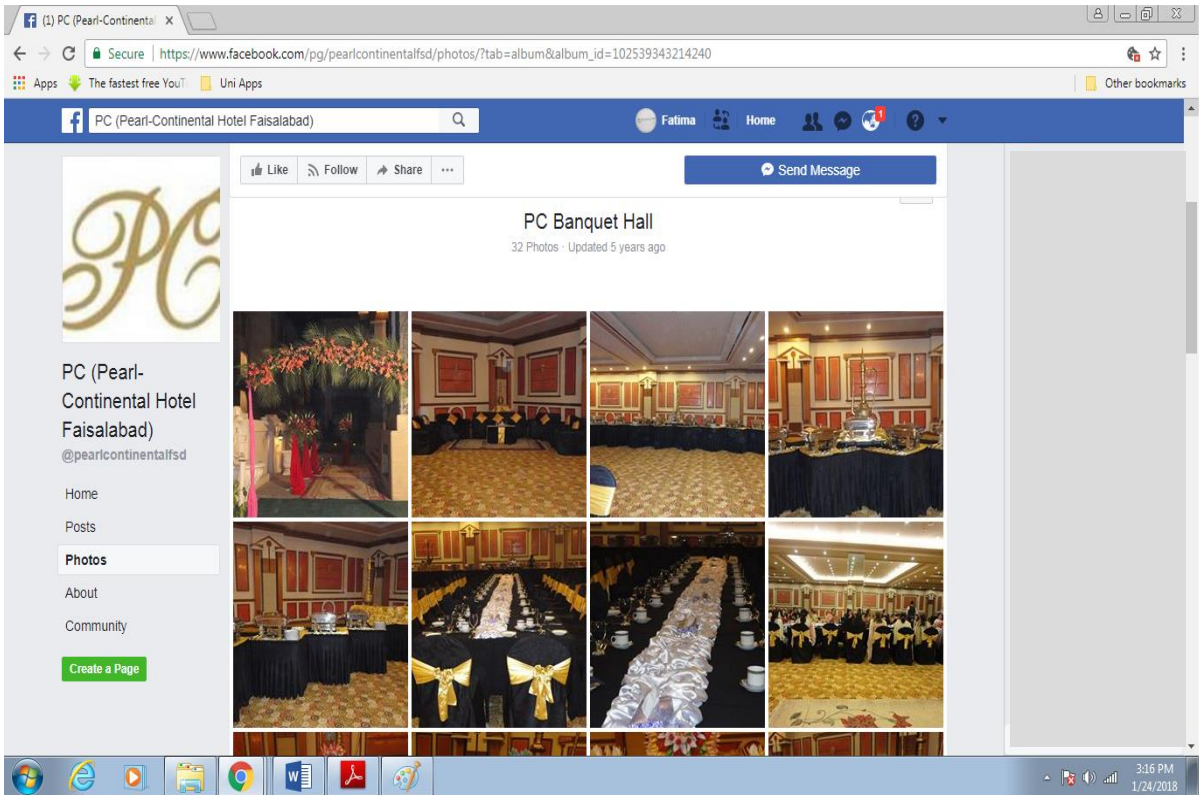 (1) PC (Pearl-Continental
Secure | https://www.facebook.com/pg/pearlcontinentalfsd/photos/?tab=album&album_id=102539343214240
Apps The fastest free YouT Uni Apps Other bookmarks
PC (Pearl-Continental Hotel Faisalabad) Fatima Home 1
Like Follow Share ... Send Message
PC
PC Banquet Hall
32 Photos · Updated 5 years ago
PC (Pearl-
Continental Hotel
Faisalabad)
@pearlcontinentalfsd
Home
Posts
Photos
About
Community
Create a Page
3:16 PM
1/24/2018